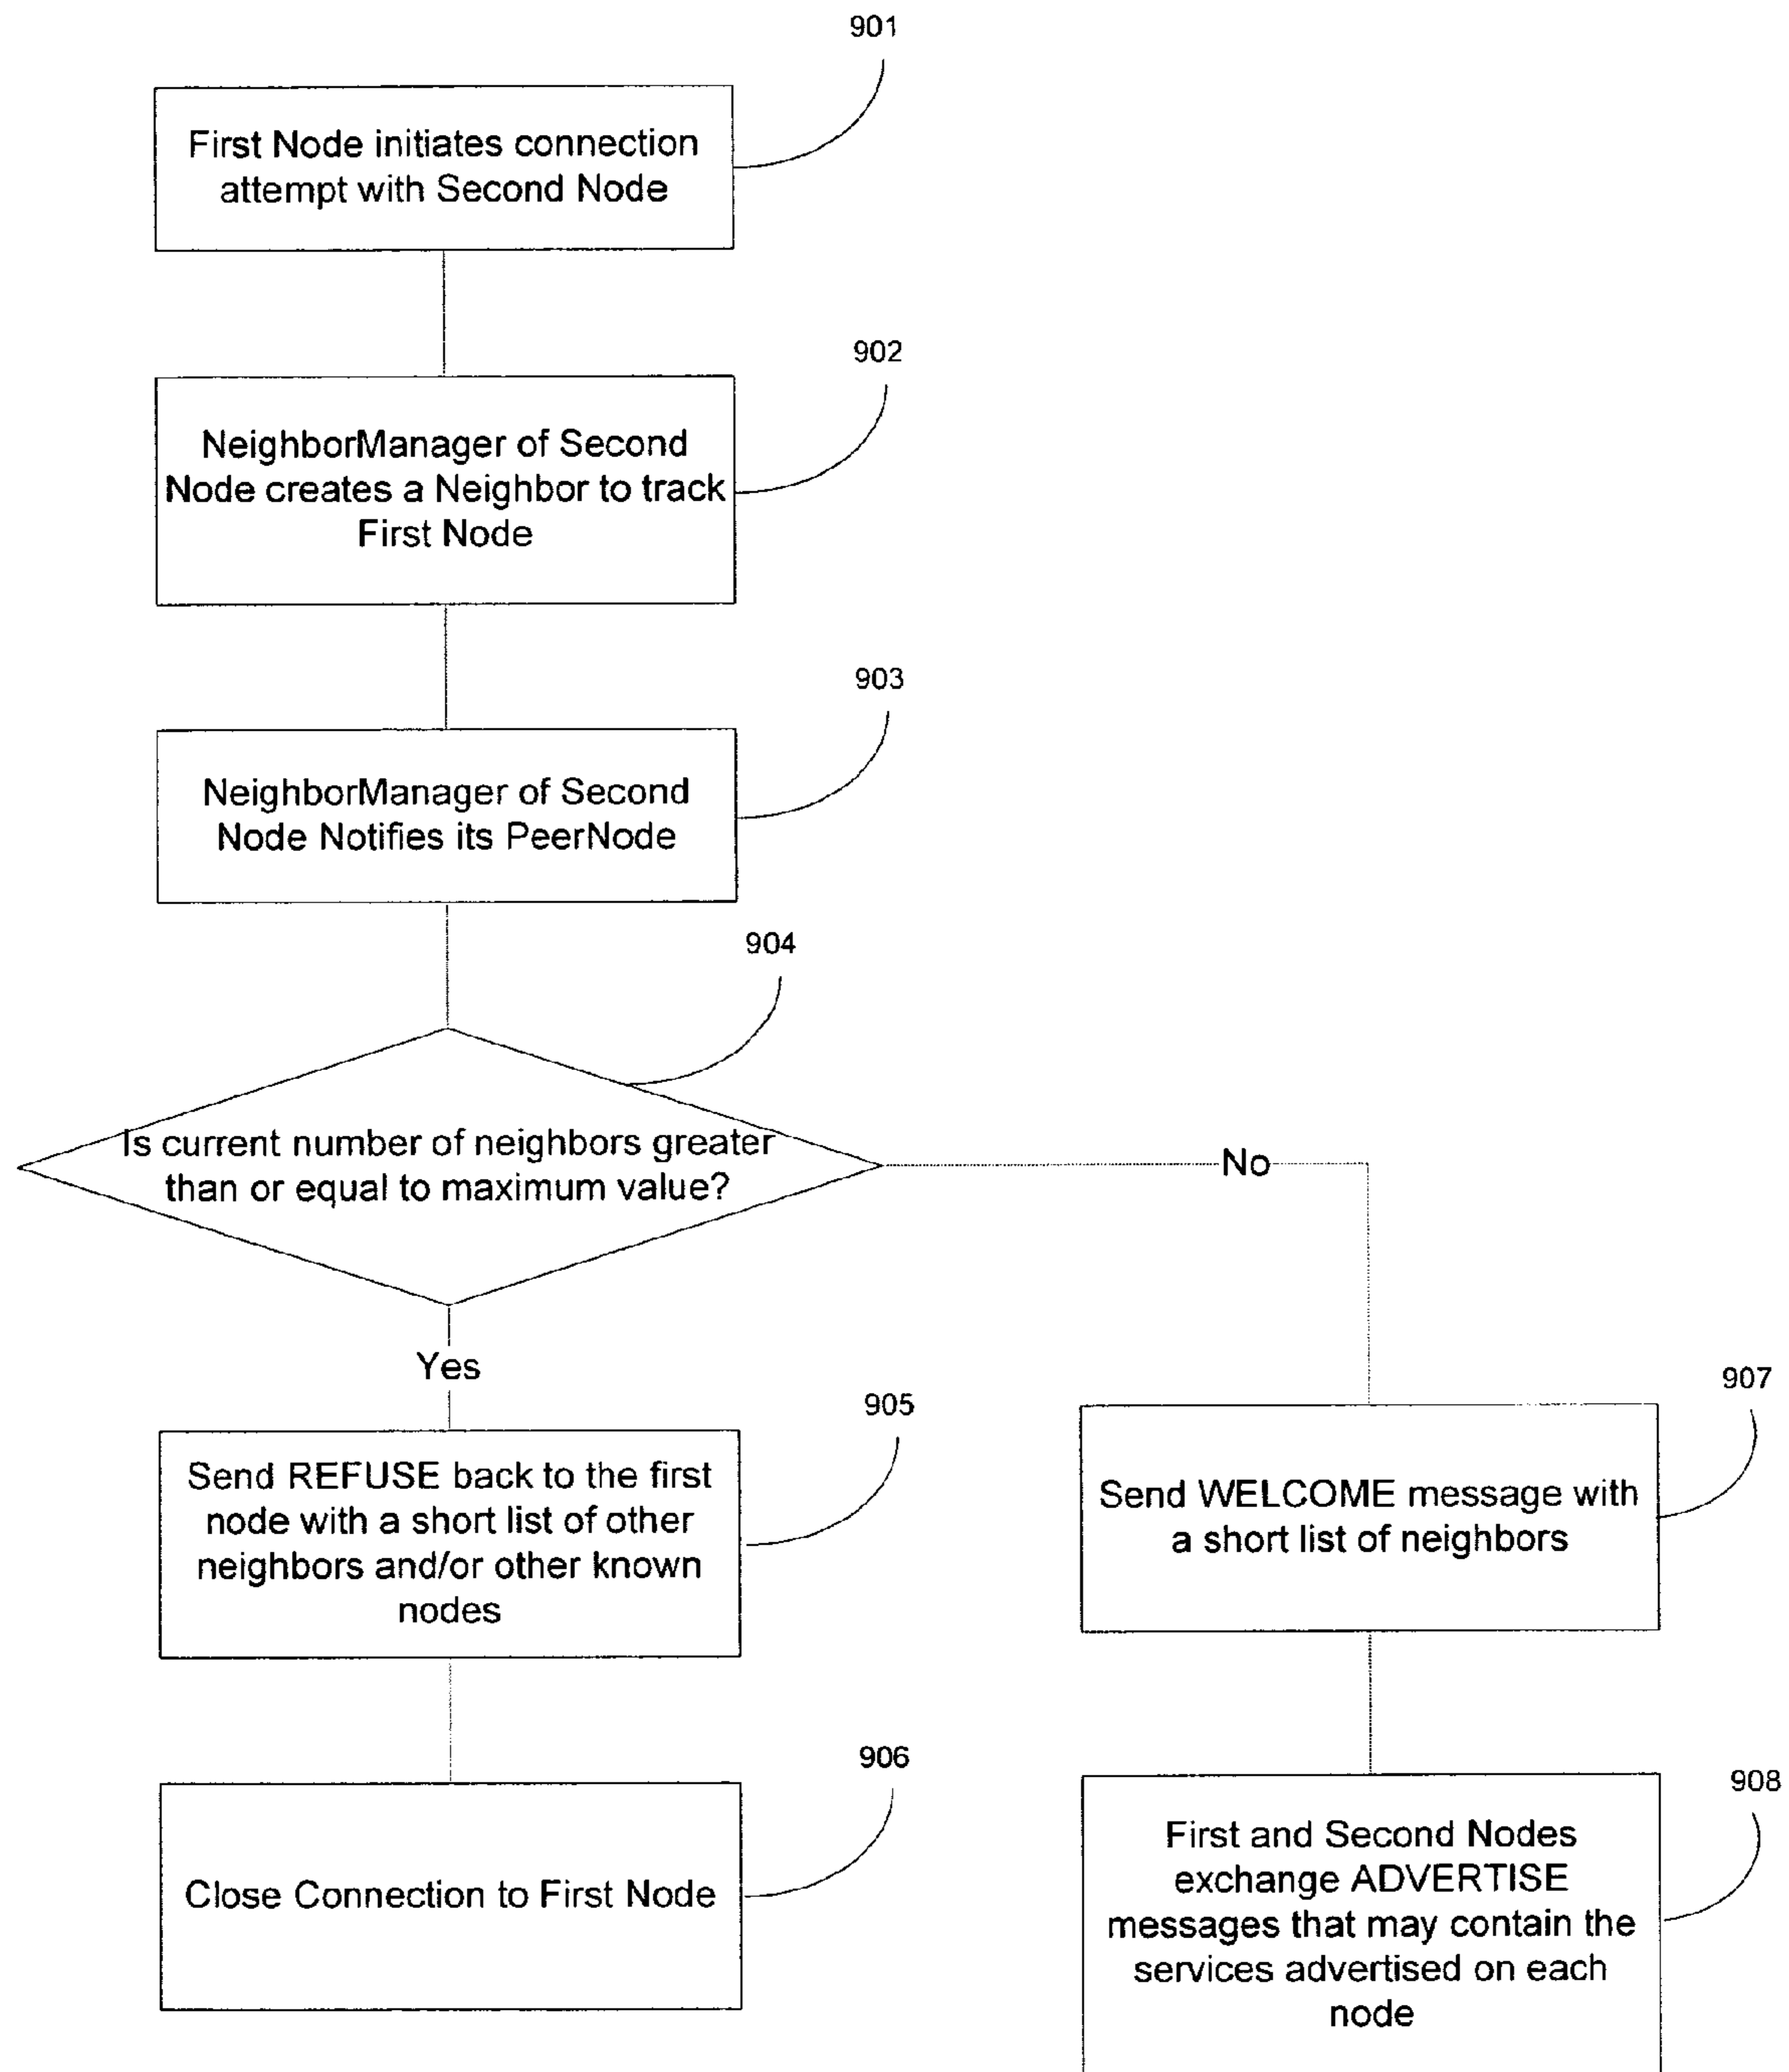 901
First Node initiates connection
attempt with Second Node
902
NeighborManager of Second
Node creates a Neighbor to track
First Node
903
NeighborManager of Second
Node Notifies its PeerNode
904
Is current number of neighbors greater
than or equal to maximum value?
No
Yes
905
Send REFUSE back to the first
node with a short list of other
neighbors and/or other known
nodes
906
Close Connection to First Node
907
Send WELCOME message with
a short list of neighbors
908
First and Second Nodes
exchange ADVERTISE
messages that may contain the
services advertised on each
node